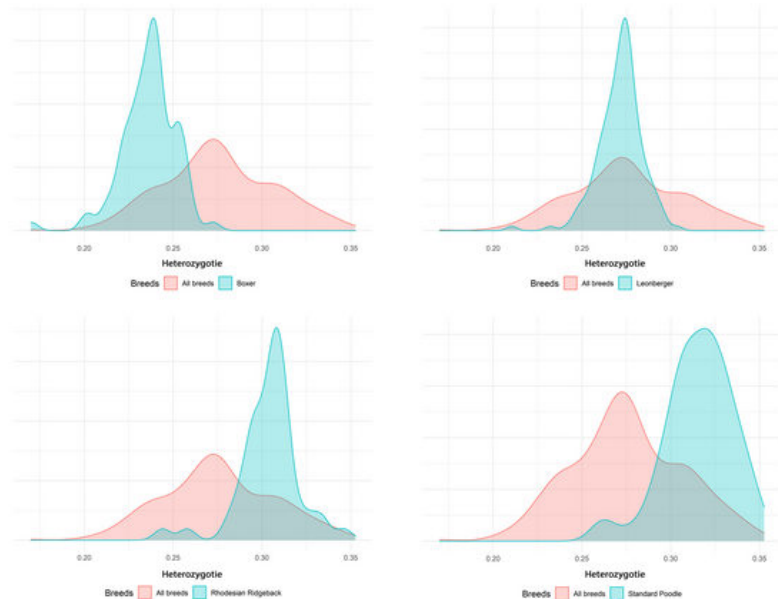 0.20 0.25 0.30 0.35
Heterozygotie
Breeds All breeds Boxer
0.20 0.25 0.30 0.35
Heterozygotie
Breeds All breeds Leonberger
0.20 0.25 0.30 0.35
Heterozygotie
Breeds All breeds Rhodesian Ridgeback
0.20 0.25 0.30 0.35
Heterozygotie
Breeds All breeds Standard Poodle